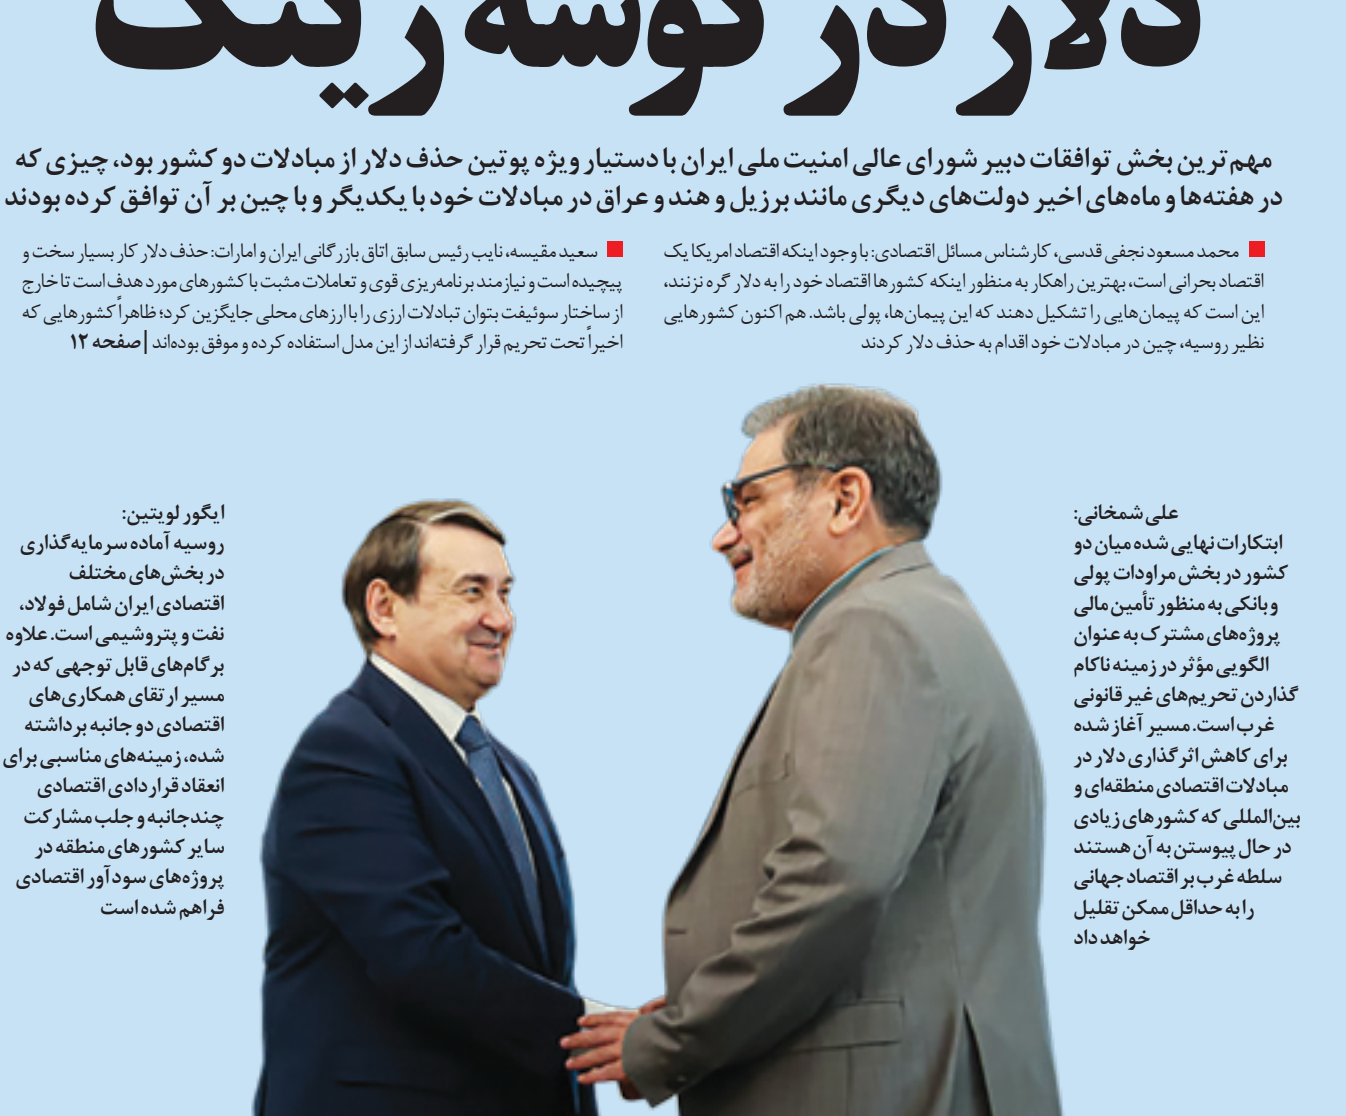 دلار در گوشه رینگ
مهم‌ترین بخش توافقات دبیر شورای عالی امنیت ملی ایران با دستیار ویژه پوتین حذف دلار از مبادلات دو کشور بود، چیزی که
در هفته‌ها و ماه‌های اخیر دولت‌های دیگری مانند برزیل و هند و عراق در مبادلات خود با یکدیگر و با چین بر آن توافق کرده بودند
محمد مسعود نجفی قدسی، کارشناس مسائل اقتصادی: با وجود اینکه اقتصاد امریکا یک
اقتصاد بحرانی است، بهترین راهکار به منظور اینکه کشورها اقتصاد خود را به دلار گره نزنند،
این است که پیمان‌هایی را تشکیل دهند که این پیمان‌ها، پولی باشد. هم اکنون کشورهایی
نظیر روسیه، چین در مبادلات خود اقدام به حذف دلار کردند
سعید مقیسه، نایب رئیس سابق اتاق بازرگانی ایران و امارات: حذف دلار کار بسیار سخت و
پیچیده است و نیازمند برنامه‌ریزی قوی و تعاملات مثبت با کشورهای مورد هدف است تا خارج
از ساختار سوئیفت بتوان تبادلات ارزی را با ارزهای محلی جایگزین کرد؛ ظاهراً کشورهایی که
اخیراً تحت تحریم قرار گرفته‌اند از این مدل استفاده کرده و موفق بوده‌اند | صفحه ۱۲
علی شمخانی:
ابتکارات نهایی شده میان دو
کشور در بخش مراودات پولی
و بانکی به منظور تأمین مالی
پروژه‌های مشترک به عنوان
الگویی مؤثر در زمینه ناکام
گذاردن تحریم‌های غیر قانونی
غرب است. مسیر آغاز شده
برای کاهش اثرگذاری دلار در
مبادلات اقتصادی منطقه‌ای و
بین‌المللی که کشورهای زیادی
در حال پیوستن به آن هستند
سلطه غرب بر اقتصاد جهانی
را به حداقل ممکن تقلیل
خواهد داد
ایگور لویتین:
روسیه آماده سرمایه‌گذاری
در بخش‌های مختلف
اقتصادی ایران شامل فولاد،
نفت و پتروشیمی است. علاوه
بر گام‌های قابل توجهی که در
مسیر ارتقای همکاری‌های
اقتصادی دو جانبه برداشته
شده، زمینه‌های مناسبی برای
انعقاد قراردادی اقتصادی
چندجانبه و جلب مشارکت
سایر کشورهای منطقه در
پروژه‌های سودآور اقتصادی
فراهم شده است